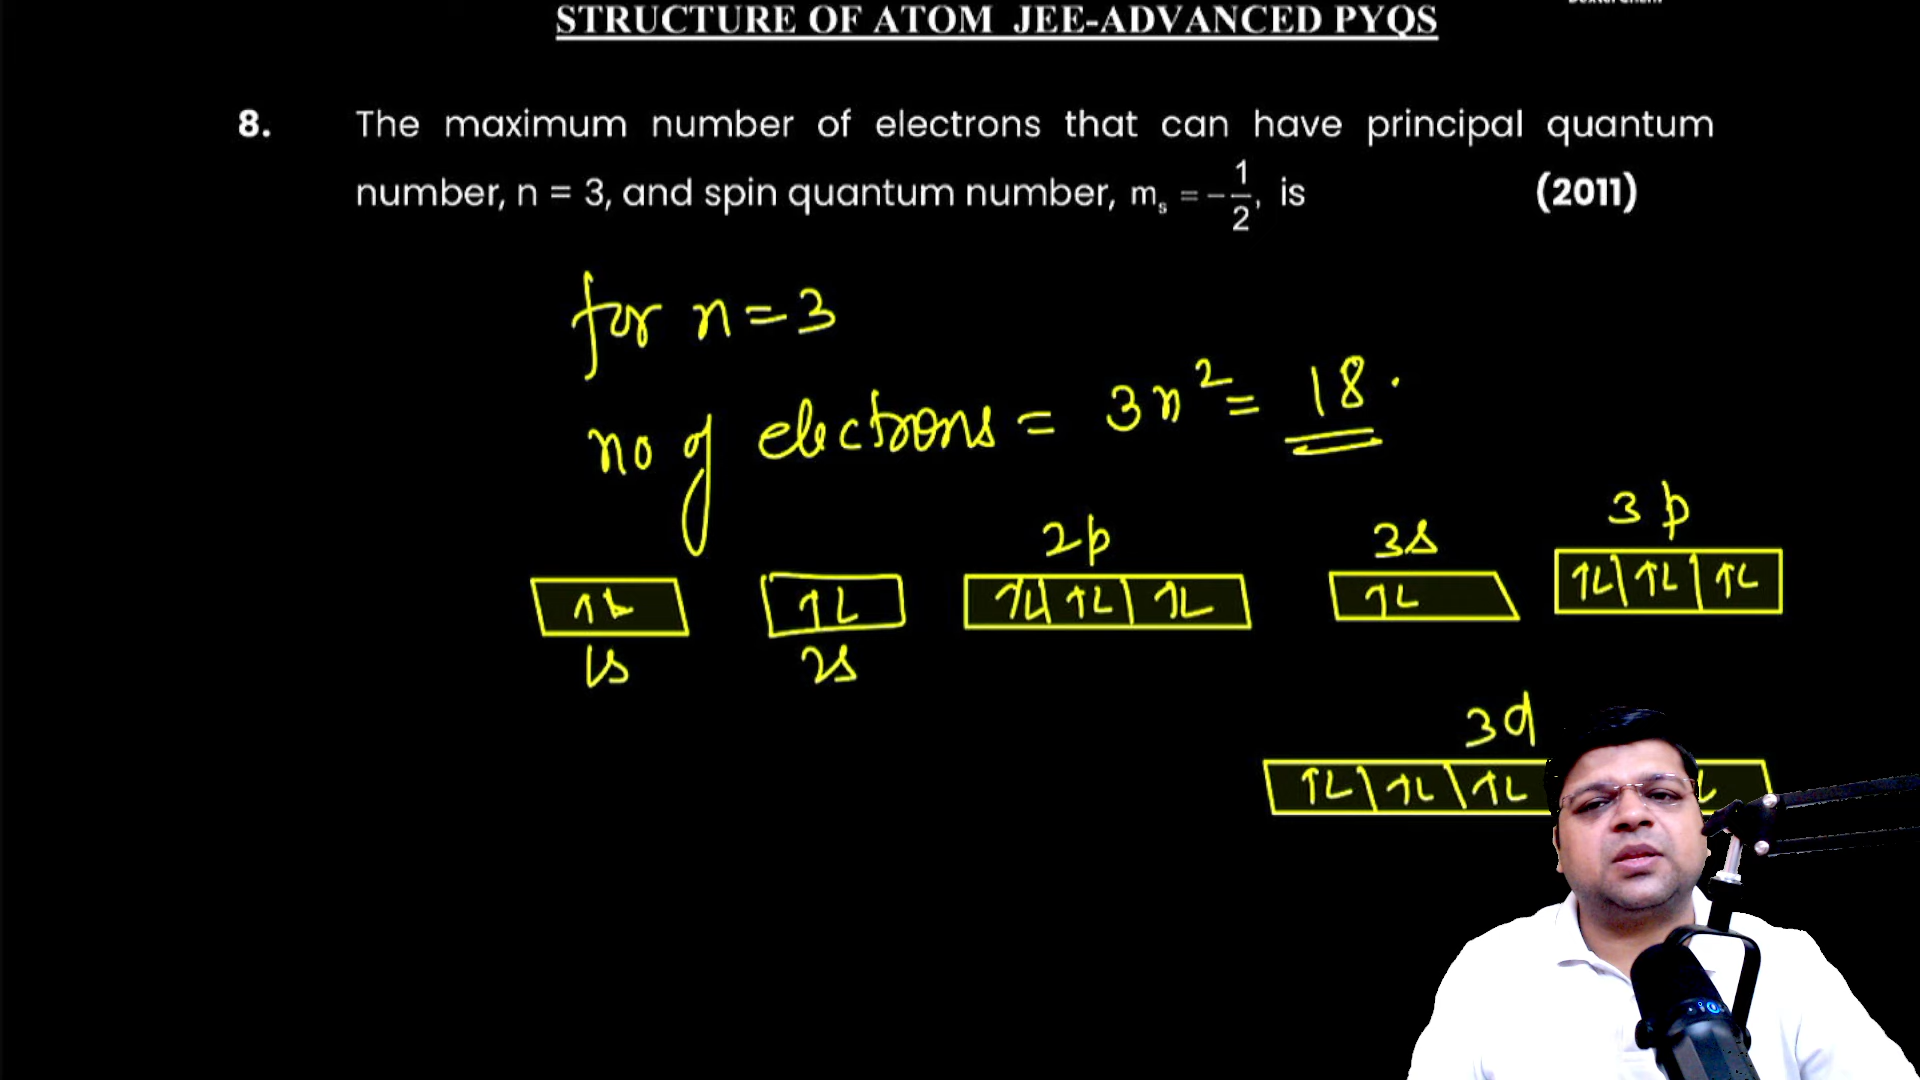 STRUCTURE OF ATOM JEE-ADVANCED PYQS
8. The maximum number of electrons that can have principal quantum
number, n = 3, and spin quantum number, mₛ = -1/2, is (2011)
for n = 3
no of electrons = 3n² = 18.
2p 3s 3p
↑L ↑L ↑L ↑L ↑L ↑L ↑L ↑L ↑L
1s 2s
3d
↑L ↑L ↑L L